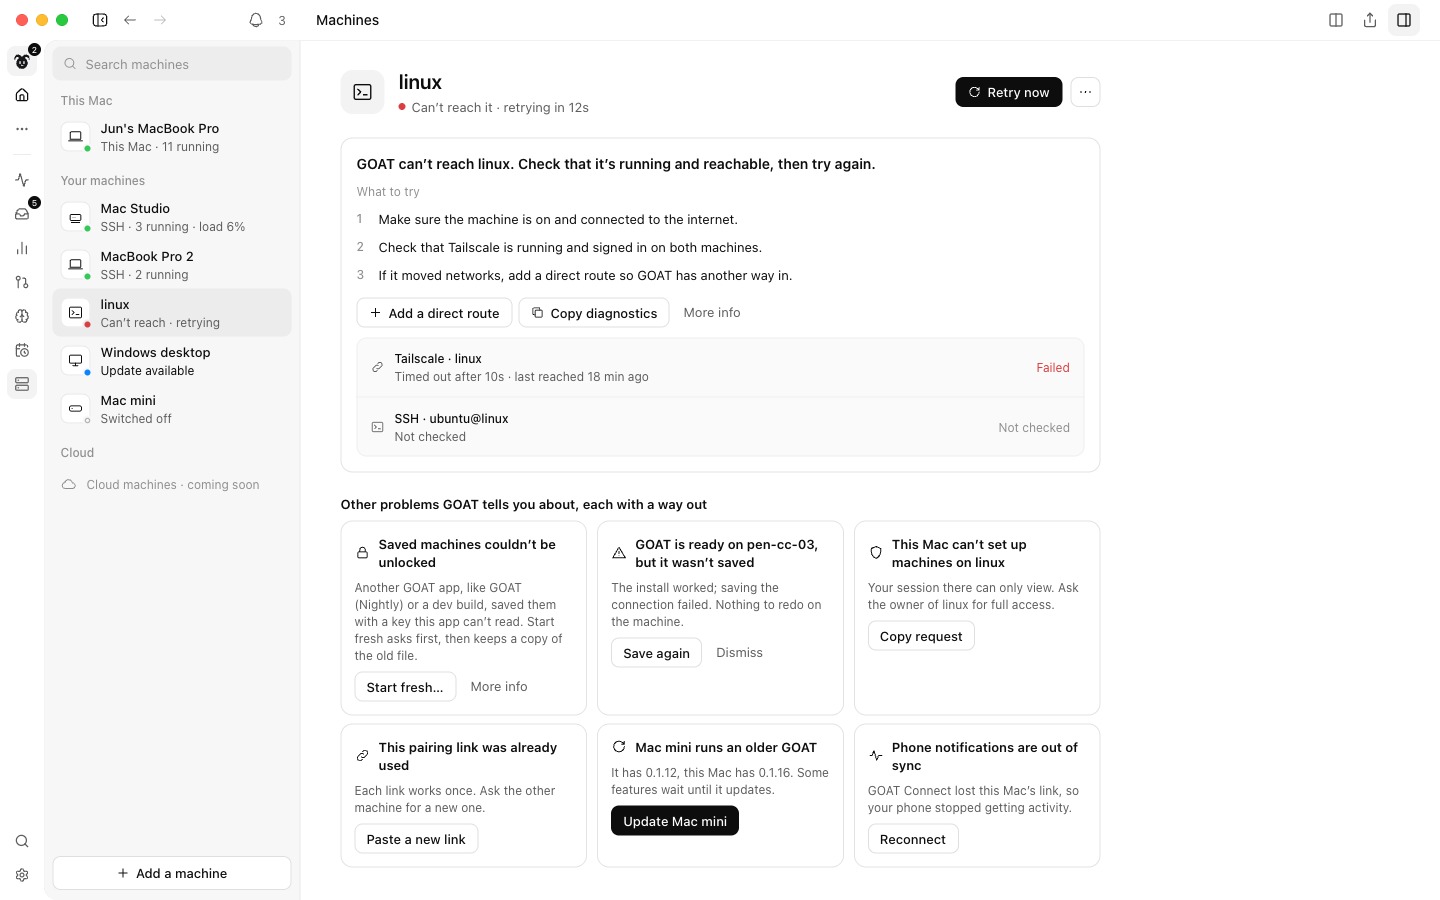 3
Machines
2
5
Search machines
This Mac
Jun's MacBook Pro
This Mac · 11 running
Your machines
Mac Studio
SSH · 3 running · load 6%
MacBook Pro 2
SSH · 2 running
linux
Can't reach · retrying
Windows desktop
Update available
Mac mini
Switched off
Cloud
Cloud machines · coming soon
Add a machine
linux
Can't reach it · retrying in 12s
Retry now
GOAT can't reach linux. Check that it's running and reachable, then try again.
What to try
1 Make sure the machine is on and connected to the internet.
2 Check that Tailscale is running and signed in on both machines.
3 If it moved networks, add a direct route so GOAT has another way in.
Add a direct route
Copy diagnostics
More info
Tailscale · linux
Timed out after 10s · last reached 18 min ago
Failed
SSH · ubuntu@linux
Not checked
Not checked
Other problems GOAT tells you about, each with a way out
Saved machines couldn't be
unlocked
Another GOAT app, like GOAT
(Nightly) or a dev build, saved them
with a key this app can't read. Start
fresh asks first, then keeps a copy of
the old file.
Start fresh...
More info
GOAT is ready on pen-cc-03,
but it wasn't saved
The install worked; saving the
connection failed. Nothing to redo on
the machine.
Save again
Dismiss
This Mac can't set up
machines on linux
Your session there can only view. Ask
the owner of linux for full access.
Copy request
This pairing link was already
used
Each link works once. Ask the other
machine for a new one.
Paste a new link
Mac mini runs an older GOAT
It has 0.1.12, this Mac has 0.1.16. Some
features wait until it updates.
Update Mac mini
Phone notifications are out of
sync
GOAT Connect lost this Mac's link, so
your phone stopped getting activity.
Reconnect